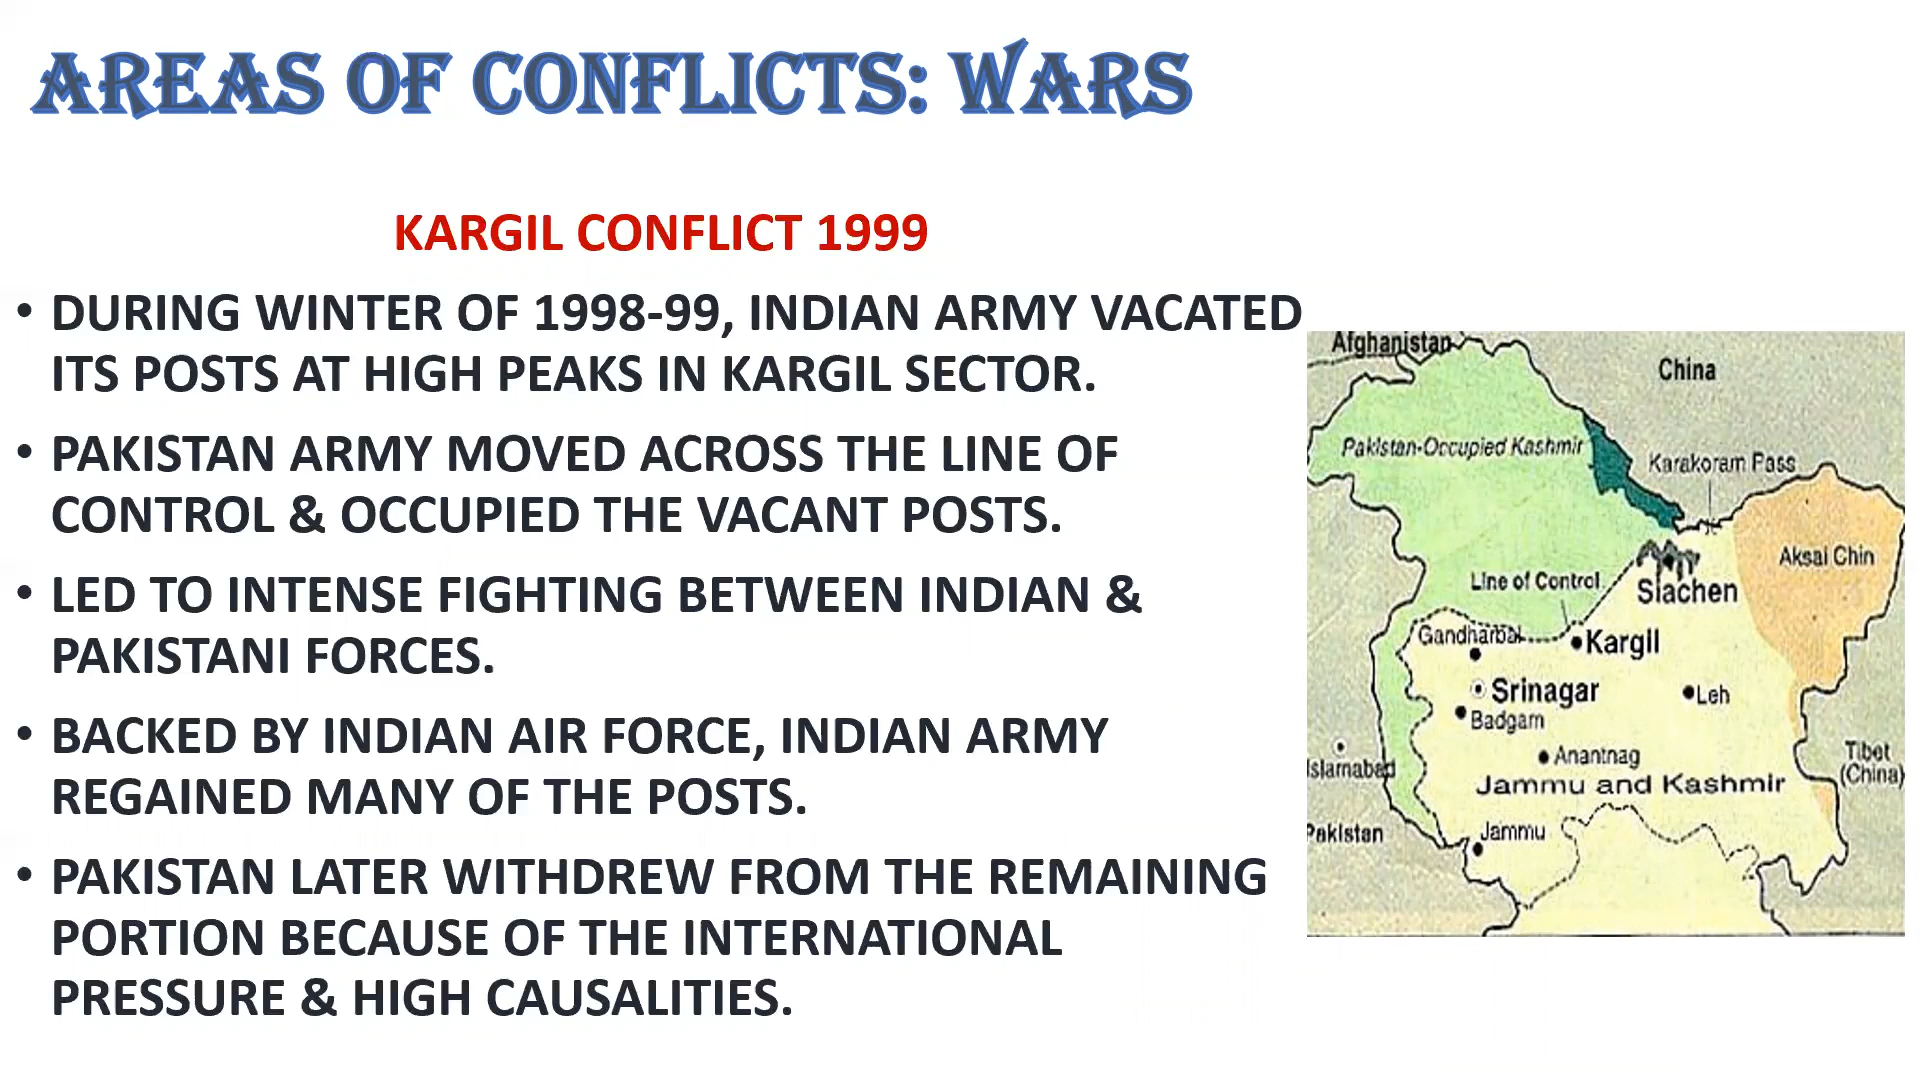 AREAS OF CONFLICTS: WARS
KARGIL CONFLICT 1999
• DURING WINTER OF 1998-99, INDIAN ARMY VACATED
ITS POSTS AT HIGH PEAKS IN KARGIL SECTOR.
• PAKISTAN ARMY MOVED ACROSS THE LINE OF
CONTROL & OCCUPIED THE VACANT POSTS.
• LED TO INTENSE FIGHTING BETWEEN INDIAN &
PAKISTANI FORCES.
• BACKED BY INDIAN AIR FORCE, INDIAN ARMY
REGAINED MANY OF THE POSTS.
• PAKISTAN LATER WITHDREW FROM THE REMAINING
PORTION BECAUSE OF THE INTERNATIONAL
PRESSURE & HIGH CAUSALITIES.
Afghanistan
China
Pakistan-Occupied Kashmir
Karakoram Pass
Aksai Chin
Line of Control
Siachen
Gandharbal
Kargil
Srinagar
Leh
Badgam
Anantnag
Islamabad
Tibet
(China)
Jammu and Kashmir
Pakistan
Jammu